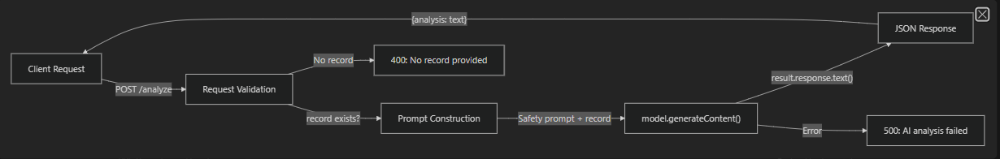 {analysis: text}
JSON Response
No record
400: No record provided
Client Request
result.response.text()
POST /analyze
Request Validation
record exists?
Prompt Construction
Safety prompt + record
model.generateContent()
Error
500: AI analysis failed